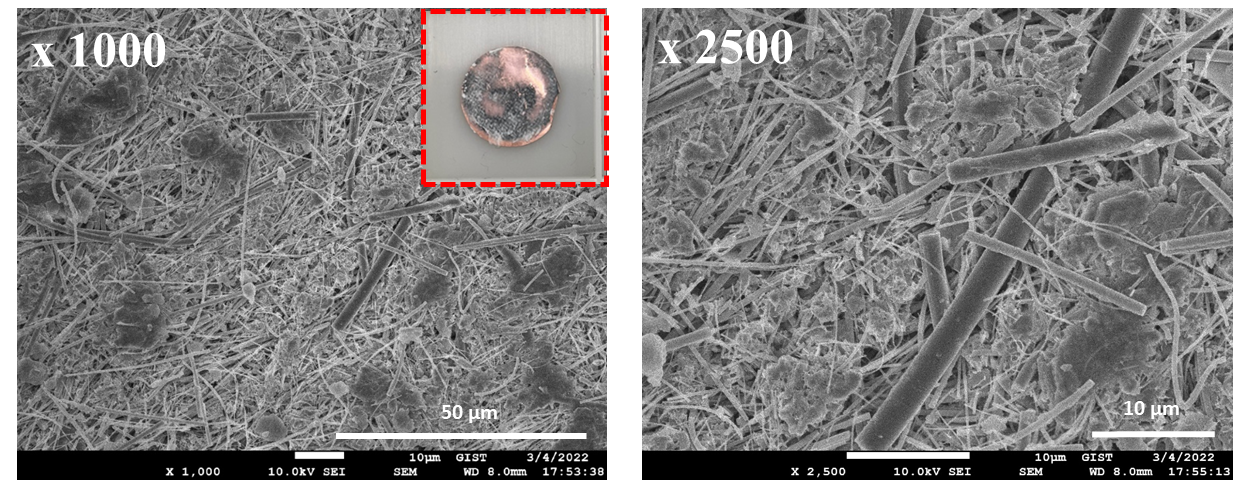 x 1000
50 µm
10µm GIST 3/4/2022
X 1,000 10.0kV SEI SEM WD 8.0mm 17:53:38
x 2500
10 µm
10µm GIST 3/4/2022
X 2,500 10.0kV SEI SEM WD 8.0mm 17:55:13